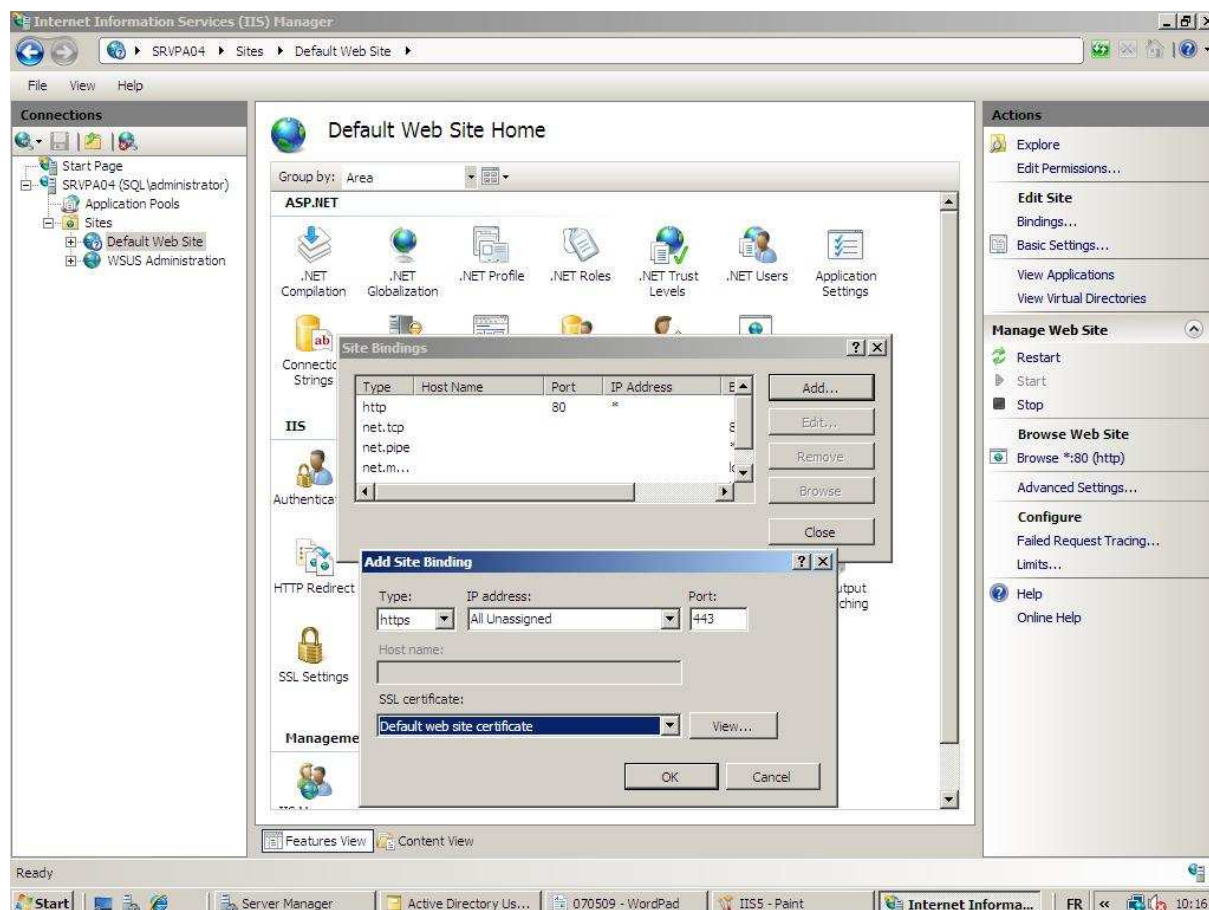 Internet Information Services (IIS) Manager
SRVPA04 Sites Default Web Site
File View Help
Connections
Start Page
SRVPA04 (SQL\administrator)
Application Pools
Sites
Default Web Site
WSUS Administration
Default Web Site Home
Group by: Area
ASP.NET
.NET Compilation
.NET Globalization
.NET Profile
.NET Roles
.NET Trust Levels
.NET Users
Application Settings
ab
Connectic
Strings
IIS
Authentica
HTTP Redirect
SSL Settings
Manageme
utput
ching
Site Bindings
Type Host Name Port IP Address
http 80 *
net.tcp 8
net.pipe *
net.m... lo
Add...
Edit...
Remove
Browse
Close
Add Site Binding
Type: IP address: Port:
https All Unassigned 443
Host name:
SSL certificate:
Default web site certificate View...
OK Cancel
Features View Content View
Actions
Explore
Edit Permissions...
Edit Site
Bindings...
Basic Settings...
View Applications
View Virtual Directories
Manage Web Site
Restart
Start
Stop
Browse Web Site
Browse *:80 (http)
Advanced Settings...
Configure
Failed Request Tracing...
Limits...
Help
Online Help
Ready
Start Server Manager Active Directory Us... 070509 - WordPad IIS5 - Paint Internet Informa... FR « 10:16